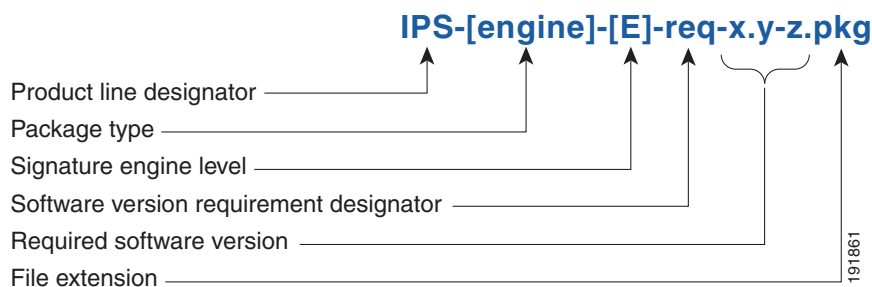 IPS-[engine]-[E]-req-x.y-z.pkg
Product line designator
Package type
Signature engine level
Software version requirement designator
Required software version
File extension
191861